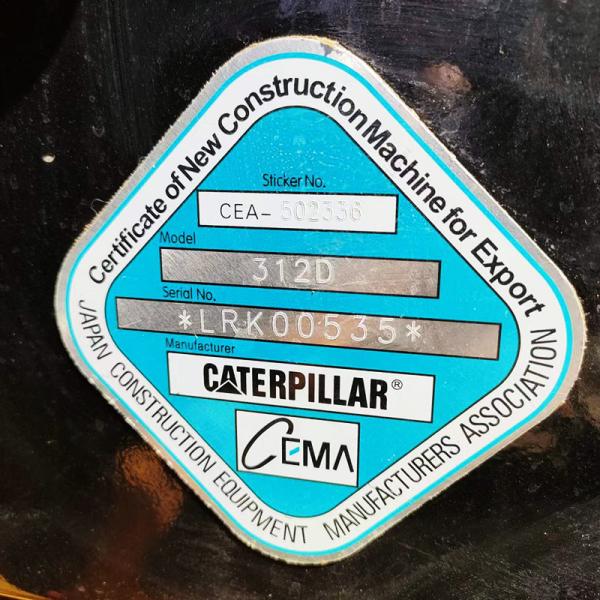 Certificate of New Construction Machine for Export
Sticker No.
CEA- 502336
Model
312D
Serial No.
*LRK00535*
Manufacturer
CATERPILLAR®
CEMA
JAPAN CONSTRUCTION EQUIPMENT MANUFACTURERS ASSOCIATION